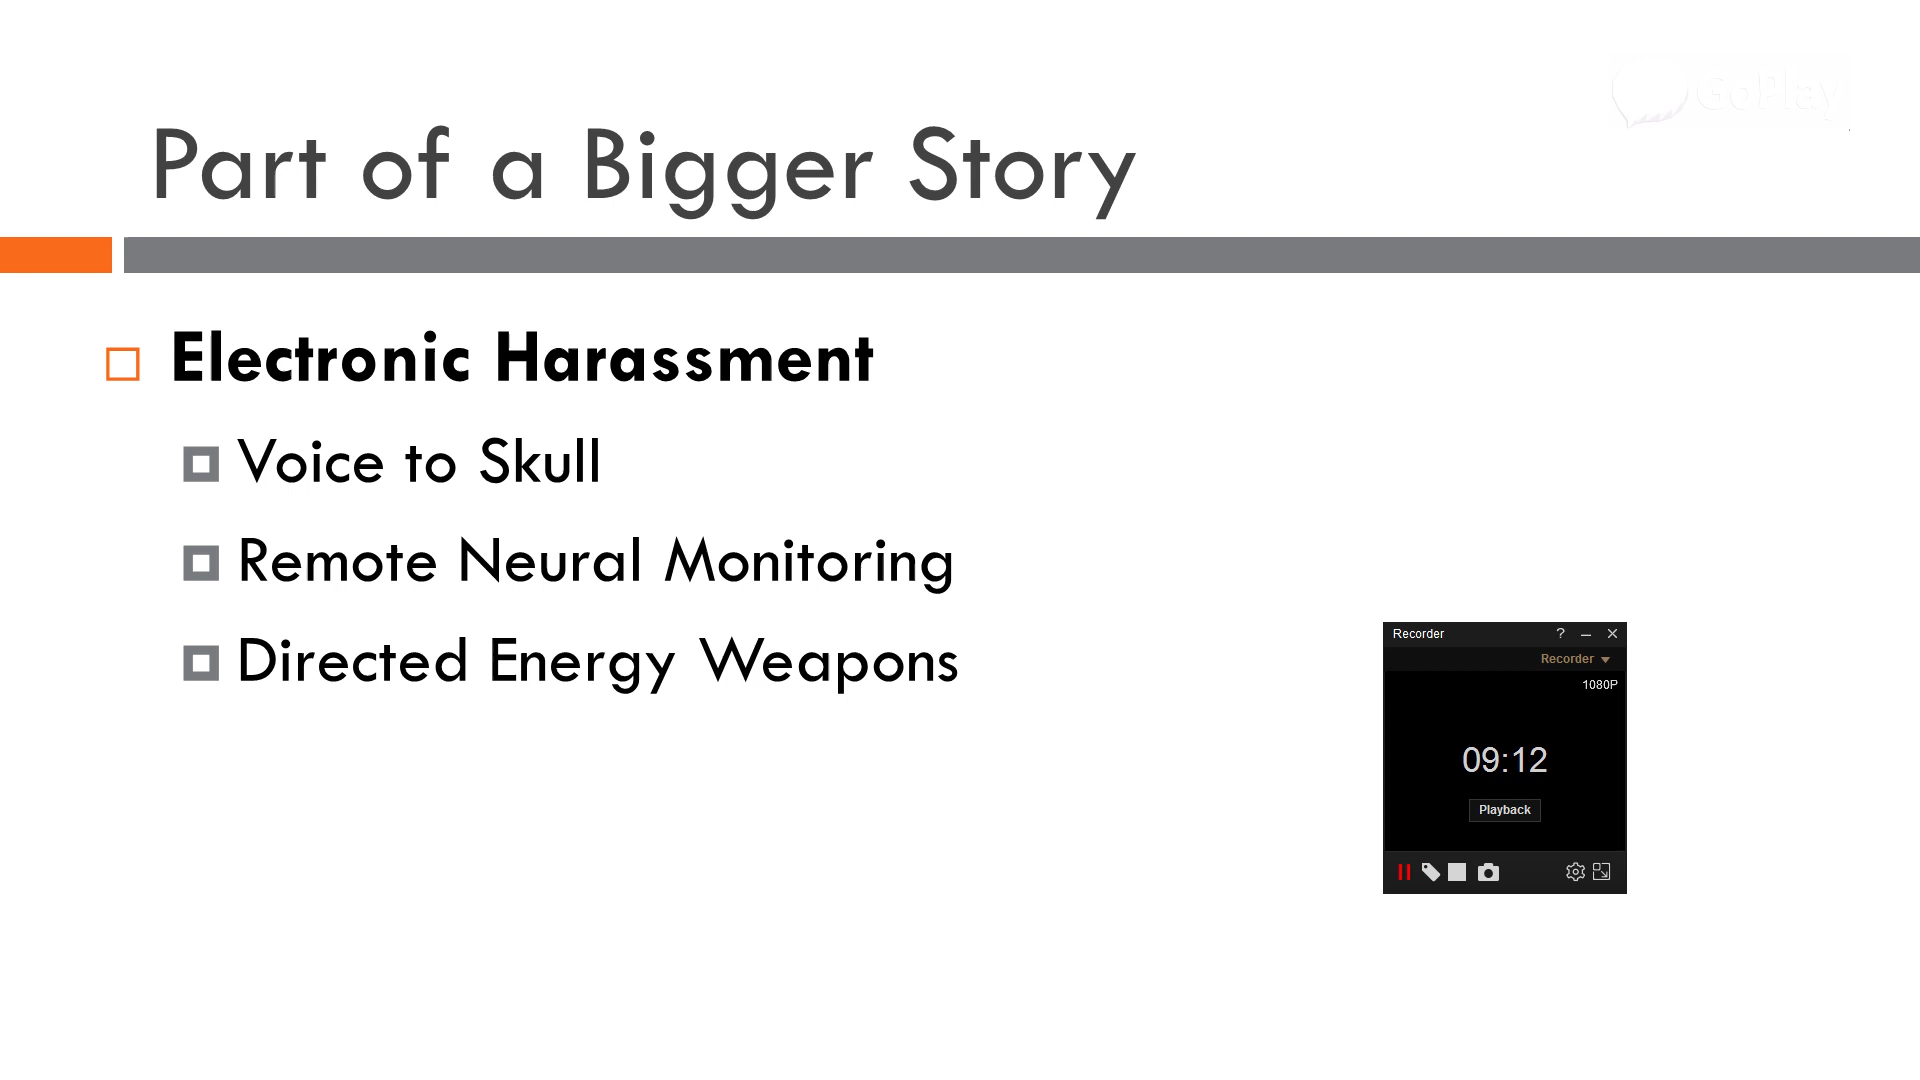 GoPlay
Part of a Bigger Story
Electronic Harassment
Voice to Skull
Remote Neural Monitoring
Directed Energy Weapons
Recorder ?
Recorder
1080P
09:12
Playback